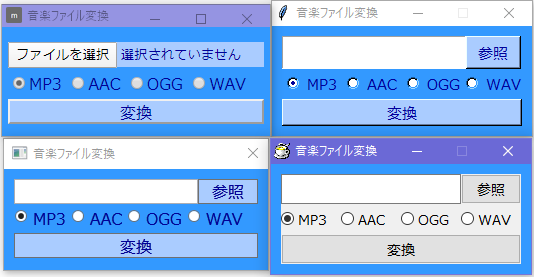 m 音楽ファイル変換
ファイルを選択 選択されていません
MP3 AAC OGG WAV
変換
音楽ファイル変換
参照
MP3 AAC OGG WAV
変換
音楽ファイル変換
参照
MP3 AAC OGG WAV
変換
音楽ファイル変換
参照
MP3 AAC OGG WAV
変換